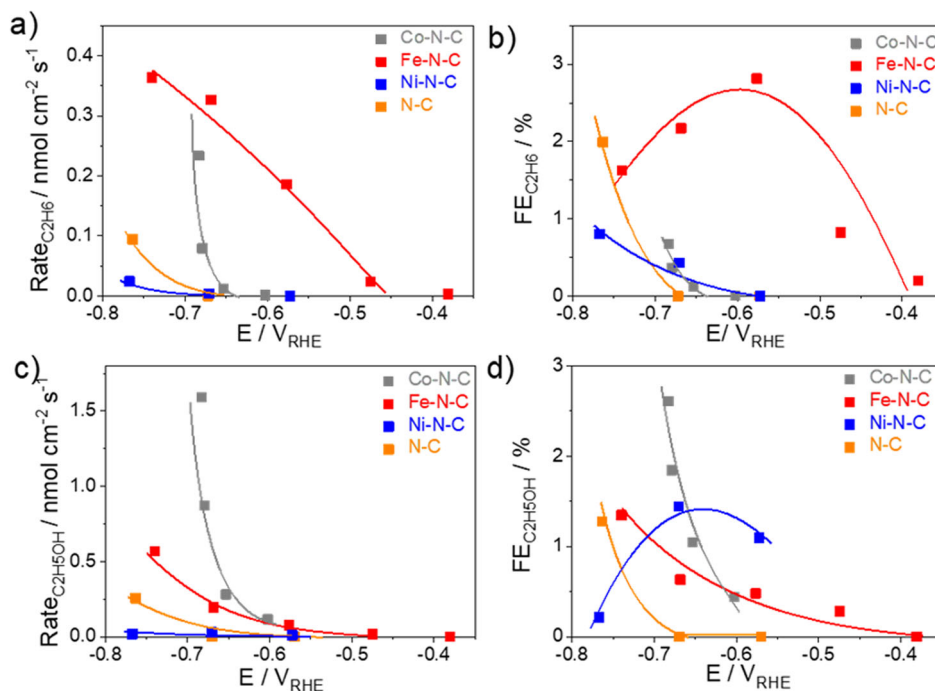 a)
Co-N-C
Fe-N-C
Ni-N-C
N-C
0.4
0.3
0.2
0.1
0.0
Rate_C2H6 / nmol cm⁻² s⁻¹
-0.8 -0.7 -0.6 -0.5 -0.4
E / V_RHE
b)
Co-N-C
Fe-N-C
Ni-N-C
N-C
3
2
1
0
FE_C2H6 / %
-0.8 -0.7 -0.6 -0.5 -0.4
E / V_RHE
c)
Co-N-C
Fe-N-C
Ni-N-C
N-C
1.5
1.0
0.5
0.0
Rate_C2H5OH / nmol cm⁻² s⁻¹
-0.8 -0.7 -0.6 -0.5 -0.4
E / V_RHE
d)
Co-N-C
Fe-N-C
Ni-N-C
N-C
3
2
1
0
FE_C2H5OH / %
-0.8 -0.7 -0.6 -0.5 -0.4
E / V_RHE